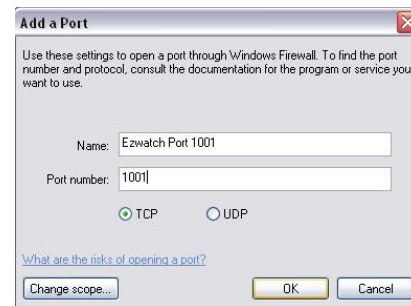 Add a Port
Use these settings to open a port through Windows Firewall. To find the port
number and protocol, consult the documentation for the program or service you
want to use.
Name: Ezwatch Port 1001
Port number: 1001
TCP UDP
What are the risks of opening a port?
Change scope... OK Cancel